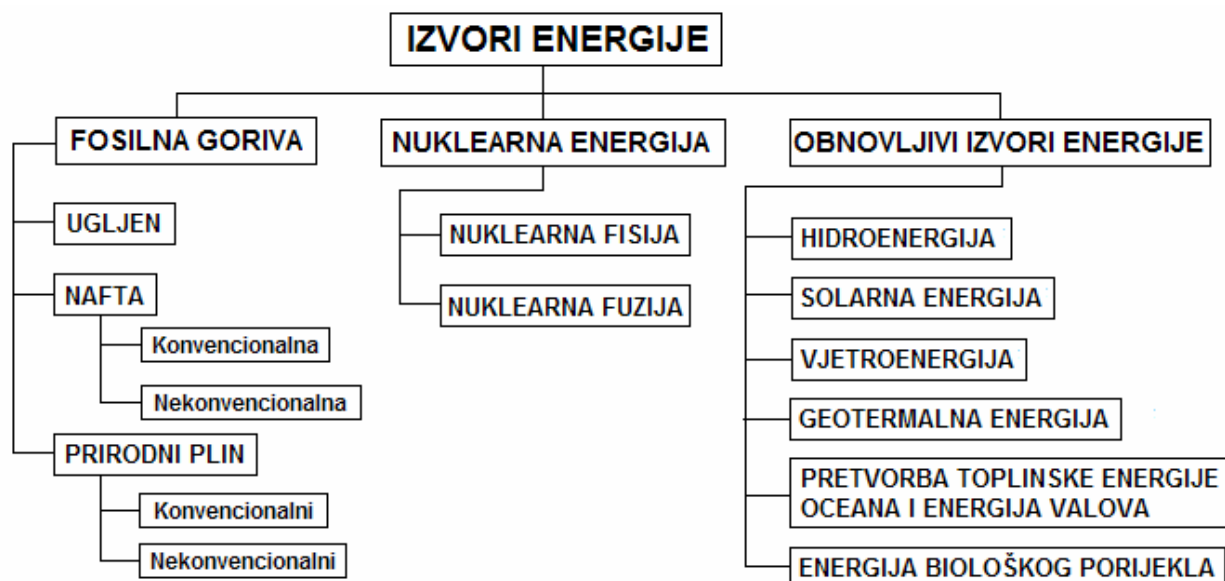 IZVORI ENERGIJE
FOSILNA GORIVA
UGLJEN
NAFTA
Konvencionalna
Nekonvencionalna
PRIRODNI PLIN
Konvencionalni
Nekonvencionalni
NUKLEARNA ENERGIJA
NUKLEARNA FISIJA
NUKLEARNA FUZIJA
OBNOVLJIVI IZVORI ENERGIJE
HIDROENERGIJA
SOLARNA ENERGIJA
VJETROENERGIJA
GEOTERMALNA ENERGIJA
PRETVORBA TOPLINSKE ENERGIJE
OCEANA I ENERGIJA VALOVA
ENERGIJA BIOLOŠKOG PORIJEKLA